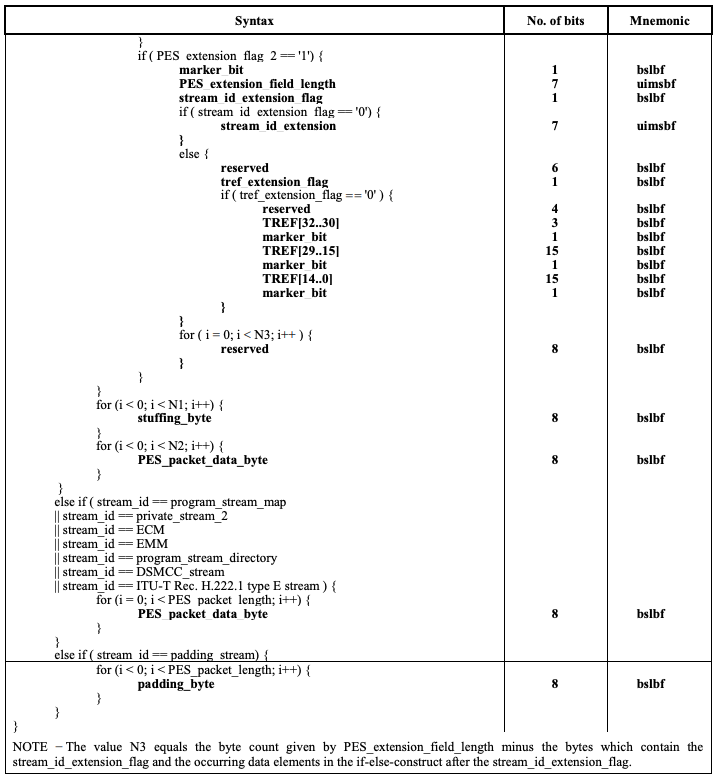 Syntax No. of bits Mnemonic
}
if ( PES_extension_flag_2 == '1') {
marker_bit 1 bslbf
PES_extension_field_length 7 uimsbf
stream_id_extension_flag 1 bslbf
if ( stream_id_extension_flag == '0') {
stream_id_extension 7 uimsbf
}
else {
reserved 6 bslbf
tref_extension_flag 1 bslbf
if ( tref_extension_flag == '0' ) {
reserved 4 bslbf
TREF[32..30] 3 bslbf
marker_bit 1 bslbf
TREF[29..15] 15 bslbf
marker_bit 1 bslbf
TREF[14..0] 15 bslbf
marker_bit 1 bslbf
}
}
for ( i = 0; i < N3; i++ ) {
reserved 8 bslbf
}
}
}
for (i < 0; i < N1; i++) {
stuffing_byte 8 bslbf
}
for (i < 0; i < N2; i++) {
PES_packet_data_byte 8 bslbf
}
}
else if ( stream_id == program_stream_map
|| stream_id == private_stream_2
|| stream_id == ECM
|| stream_id == EMM
|| stream_id == program_stream_directory
|| stream_id == DSMCC_stream
|| stream_id == ITU-T Rec. H.222.1 type E stream ) {
for (i = 0; i < PES_packet_length; i++) {
PES_packet_data_byte 8 bslbf
}
}
else if ( stream_id == padding_stream) {
for (i < 0; i < PES_packet_length; i++) {
padding_byte 8 bslbf
}
}
}
NOTE – The value N3 equals the byte count given by PES_extension_field_length minus the bytes which contain the
stream_id_extension_flag and the occurring data elements in the if-else-construct after the stream_id_extension_flag.